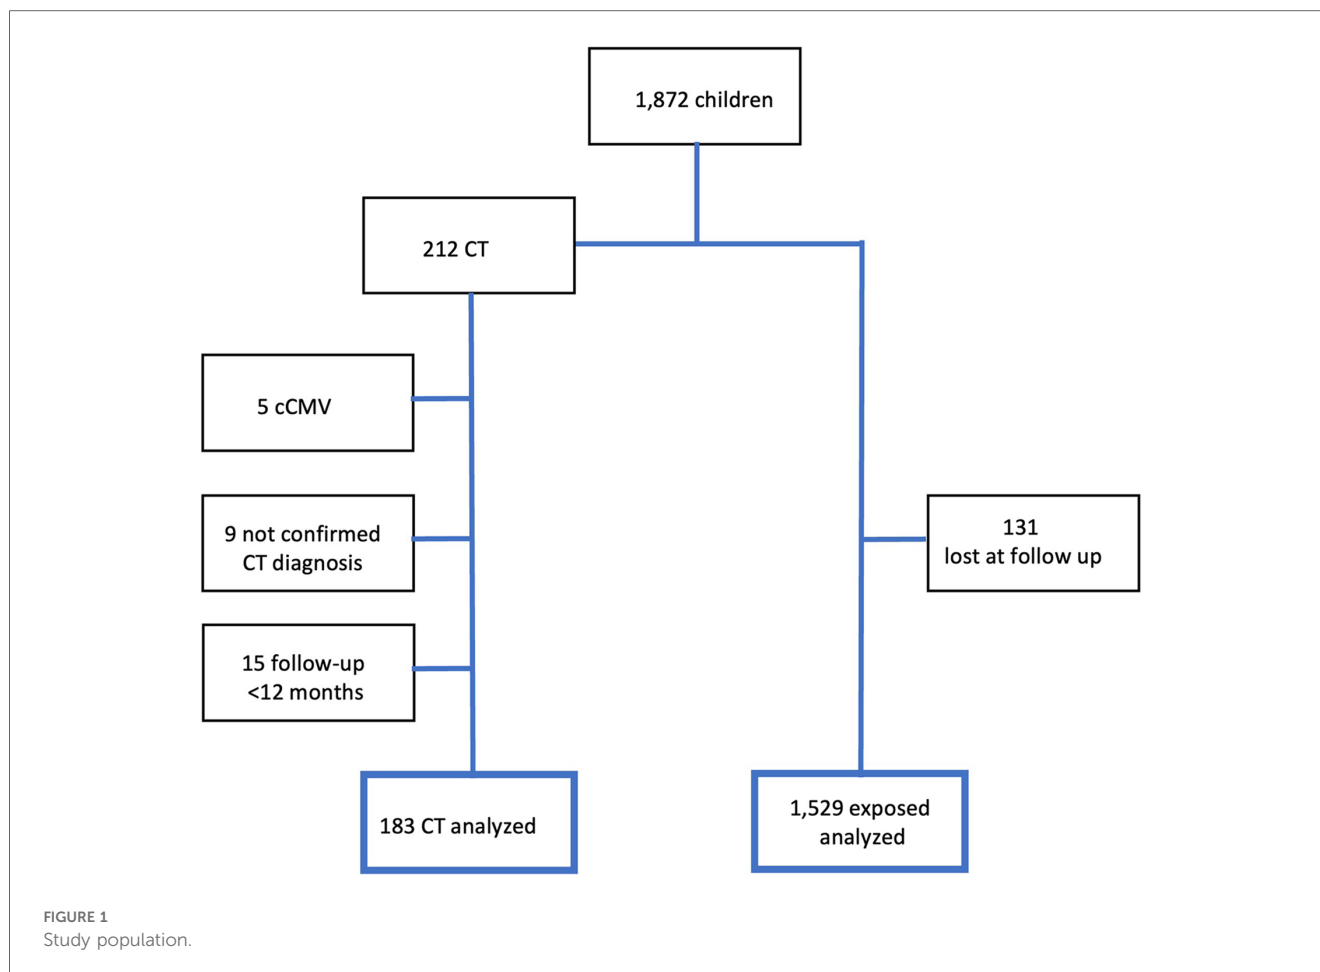 1,872 children
212 CT
5 cCMV
9 not confirmed
CT diagnosis
15 follow-up
<12 months
131
lost at follow up
183 CT analyzed
1,529 exposed
analyzed
FIGURE 1
Study population.